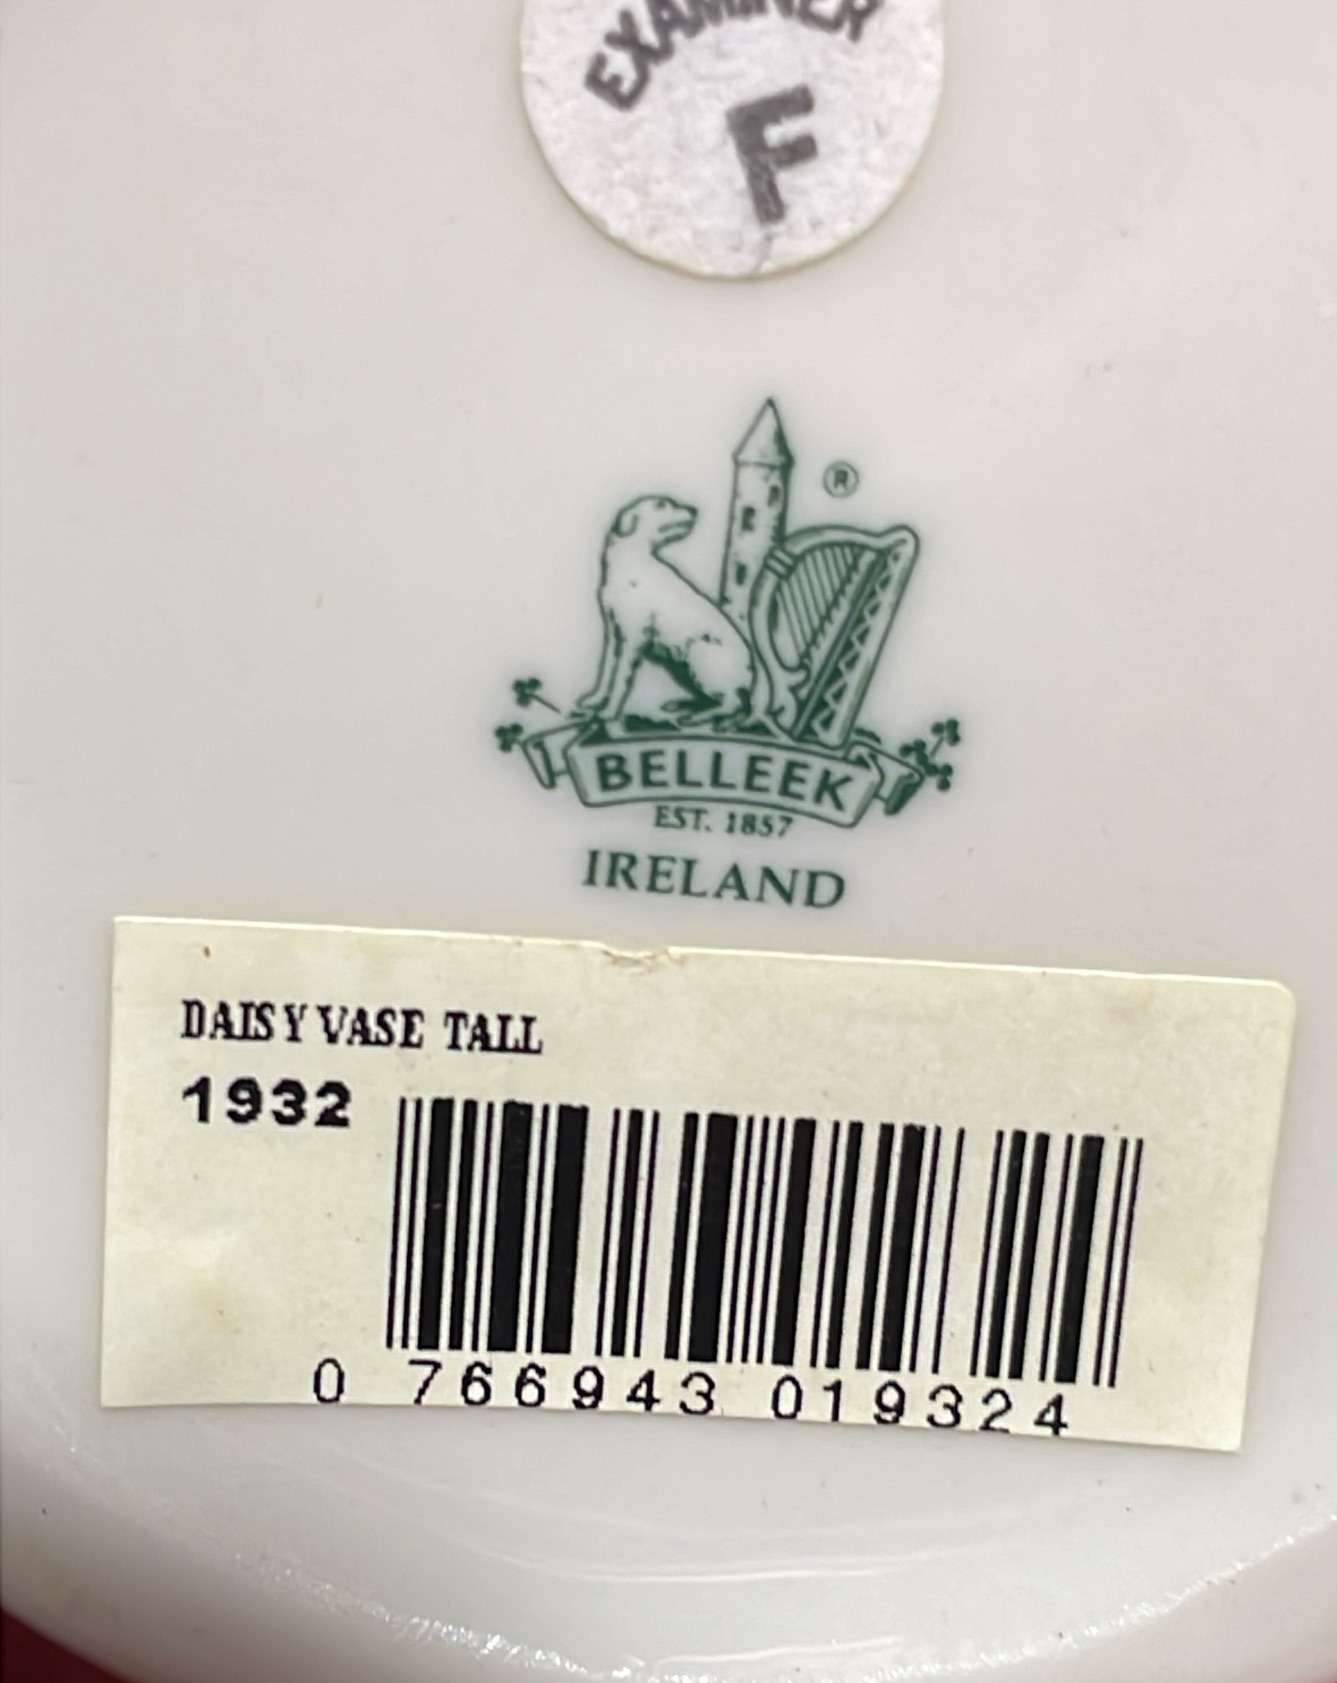 EXAMINER
F
®
BELLEEK
EST. 1857
IRELAND
DAISY VASE TALL
1932
0 766943 019324